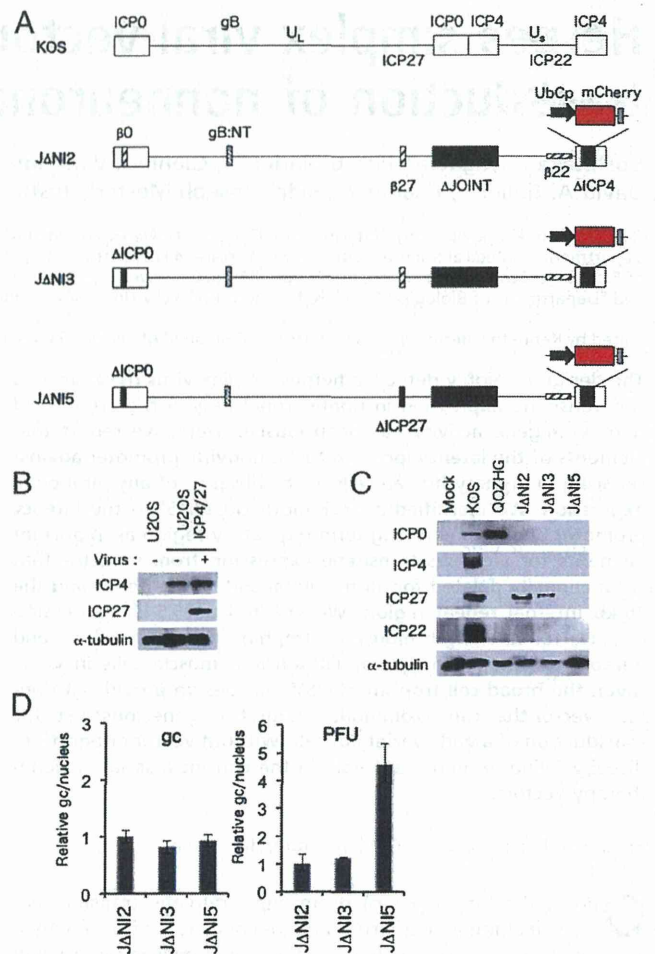 A
ICP0 gB UL ICP0 ICP4 Us ICP4
KOS
ICP27 ICP22
UbCp mCherry
β0 gB:NT
JΔNI2
β27 ΔJOINT β22 ΔICP4
ΔICP0
JΔNI3
ΔICP0
JΔNI5
ΔICP27
B
U2OS
U2OS ICP4/27
Virus : - - +
ICP4
ICP27
α-tubulin
C
Mock KOS QOZHG JΔNI2 JΔNI3 JΔNI5
ICP0
ICP4
ICP27
ICP22
α-tubulin
D
gc
Relative gc/nucleus
3
2
1
0
JΔNI2 JΔNI3 JΔNI5
PFU
Relative gc/nucleus
6
4
2
1
0
JΔNI2 JΔNI3 JΔNI5